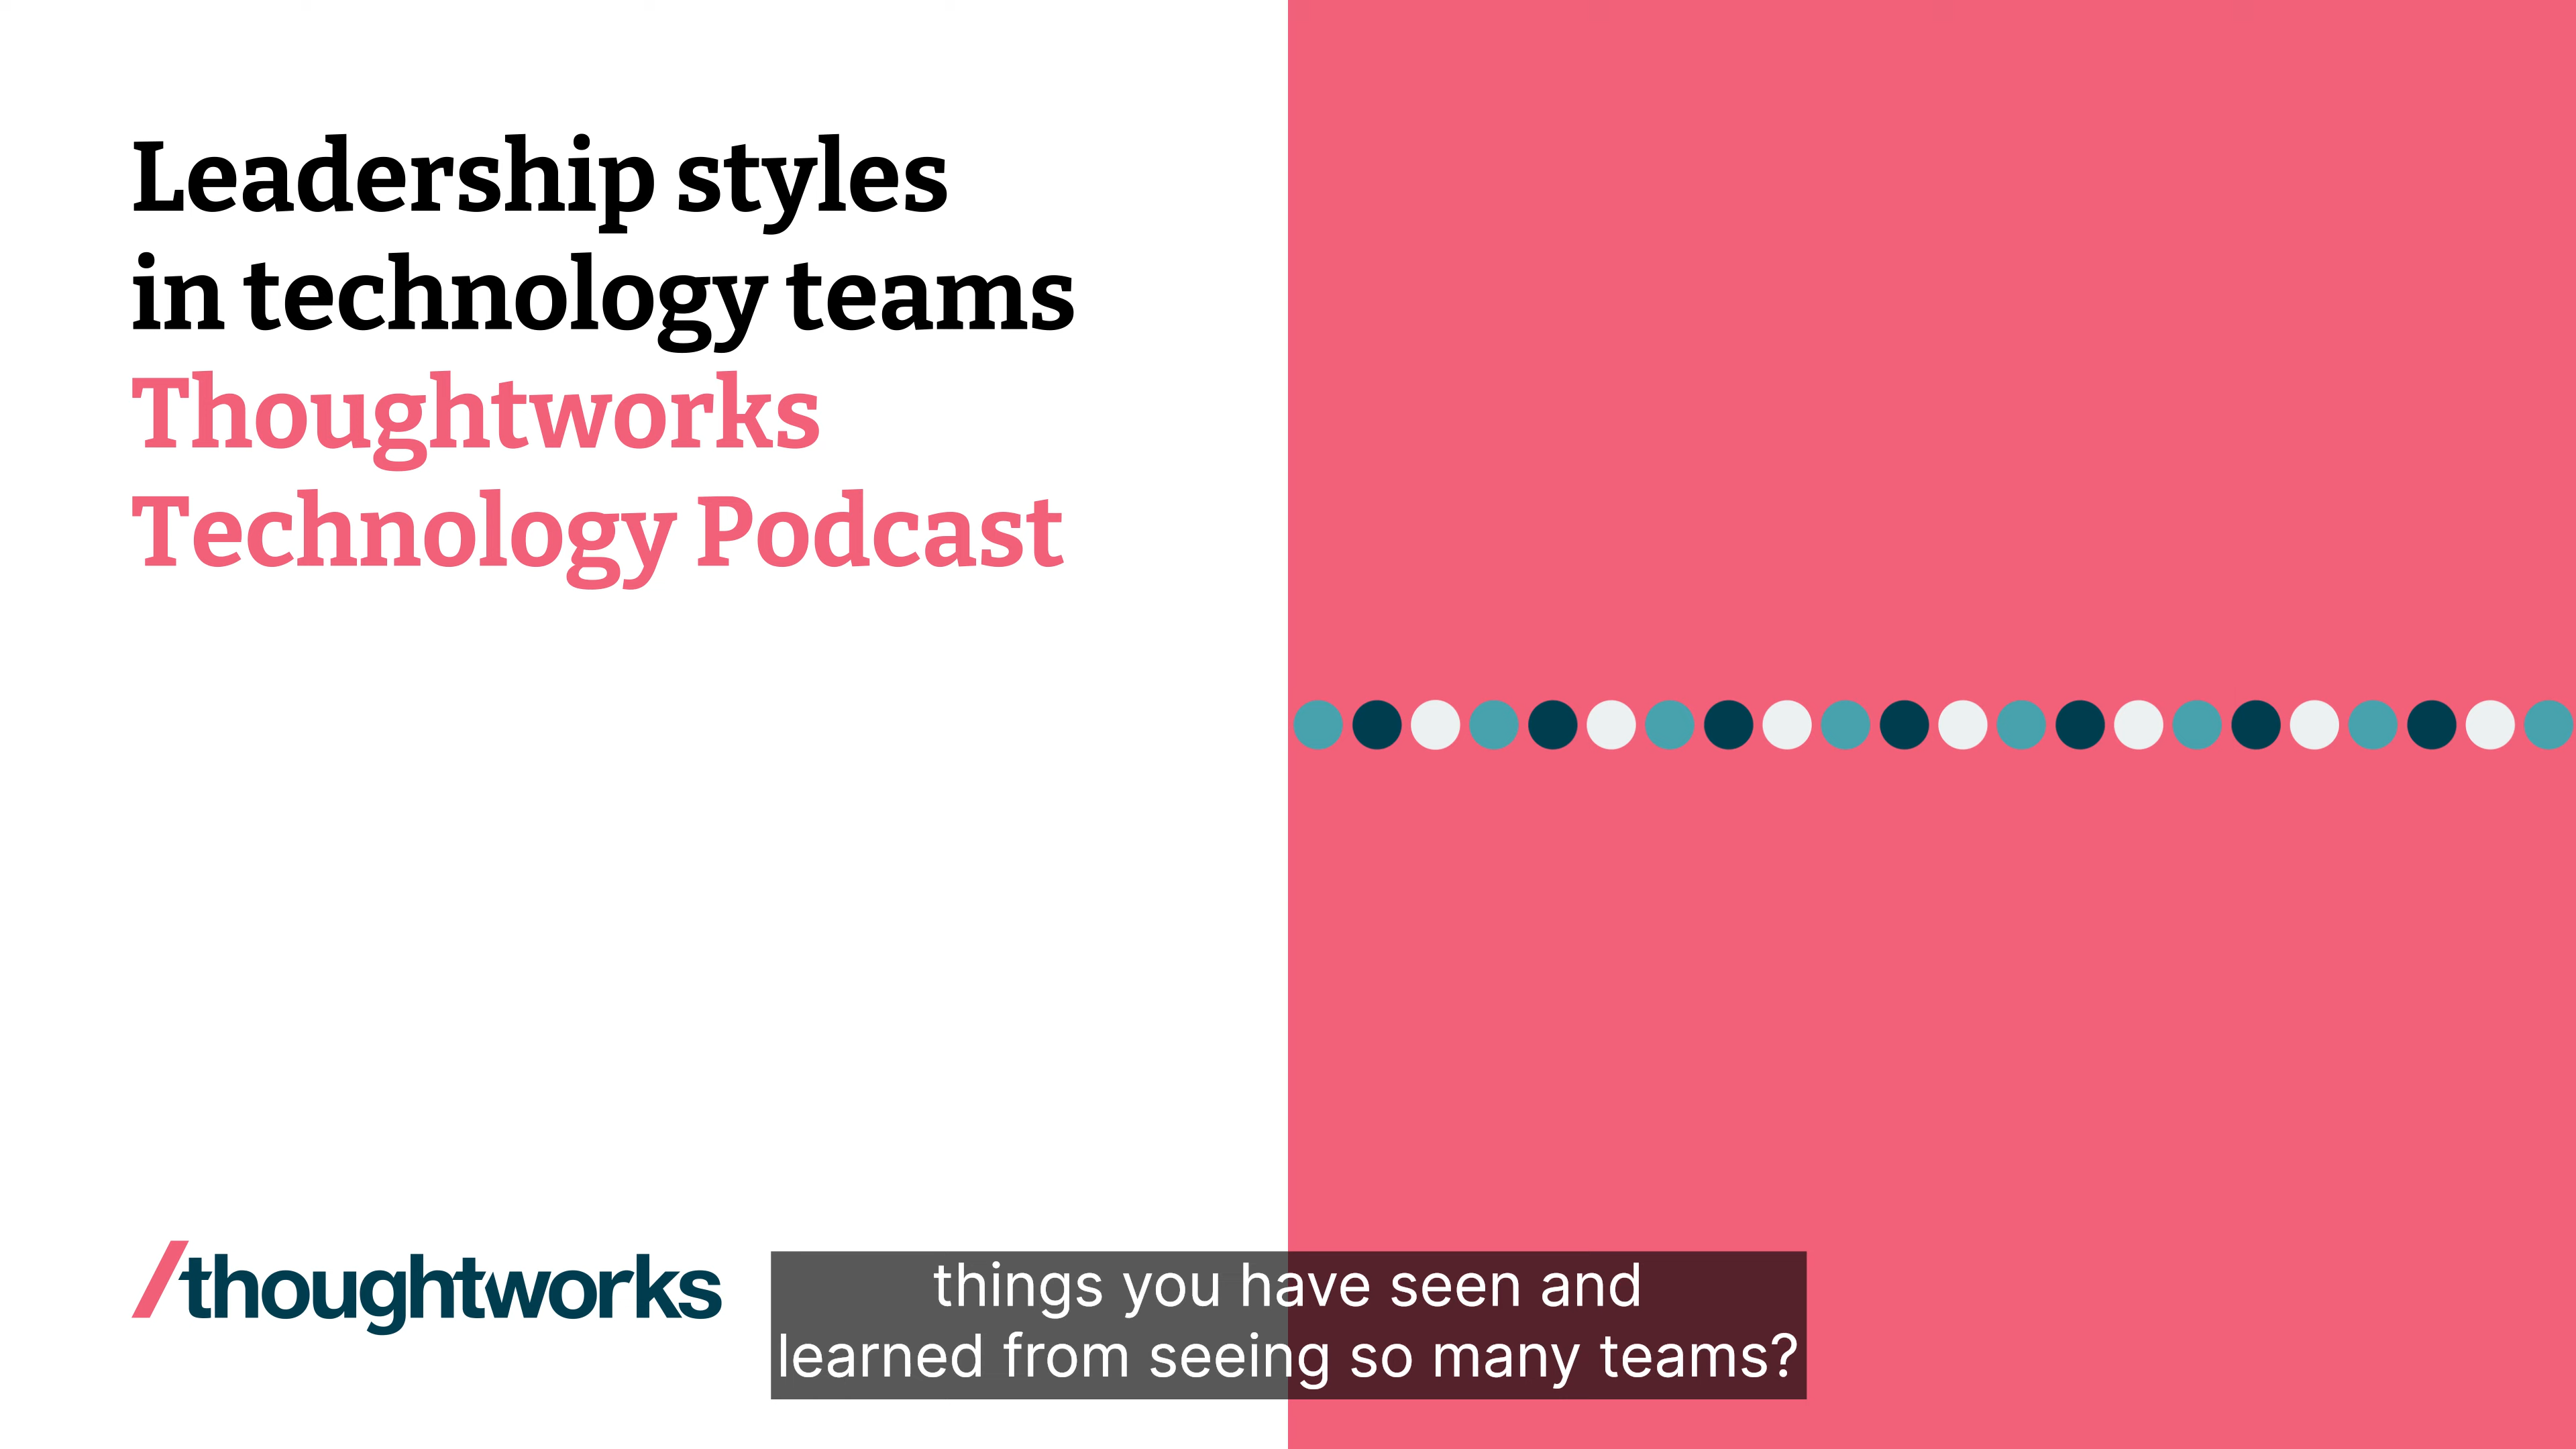 Leadership styles
in technology teams
Thoughtworks
Technology Podcast
/thoughtworks
things you have seen and
learned from seeing so many teams?